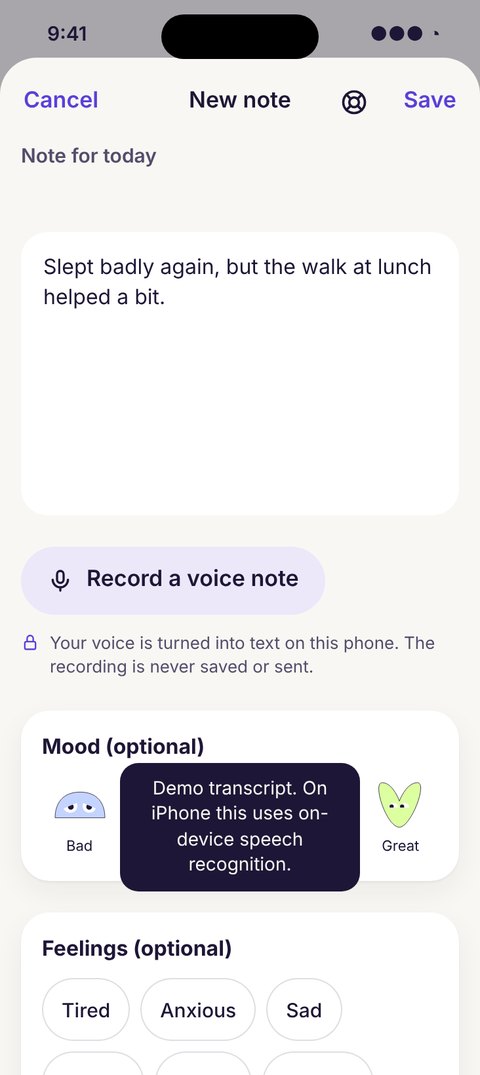 9:41
Cancel New note Save
Note for today
Slept badly again, but the walk at lunch
helped a bit.
Record a voice note
Your voice is turned into text on this phone. The
recording is never saved or sent.
Mood (optional)
Demo transcript. On
iPhone this uses on-
device speech
recognition.
Bad Great
Feelings (optional)
Tired Anxious Sad